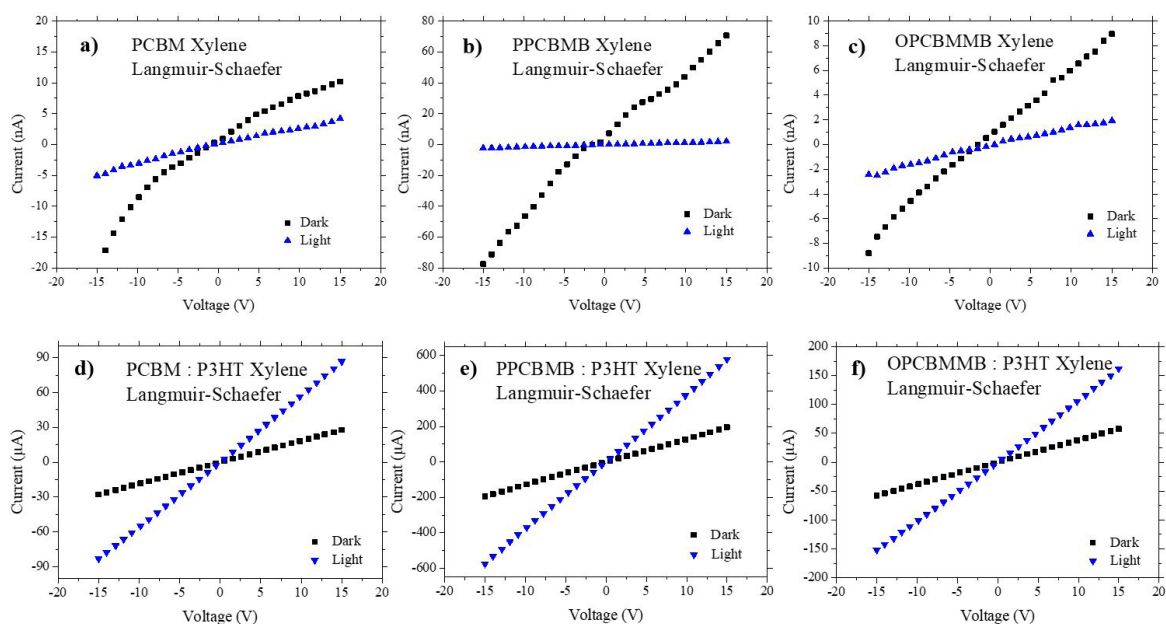 a)
PCBM Xylene
Langmuir-Schaefer
Current (nA)
20
15
10
5
0
-5
-10
-15
-20
Dark
Light
-20 -15 -10 -5 0 5 10 15 20
Voltage (V)
b)
PPCBMB Xylene
Langmuir-Schaefer
Current (nA)
80
60
40
20
0
-20
-40
-60
-80
Dark
Light
-20 -15 -10 -5 0 5 10 15 20
Voltage (V)
c)
OPCBMMB Xylene
Langmuir-Schaefer
Current (nA)
10
8
6
4
2
0
-2
-4
-6
-8
-10
Dark
Light
-20 -15 -10 -5 0 5 10 15 20
Voltage (V)
d)
PCBM : P3HT Xylene
Langmuir-Schaefer
Current (μA)
90
60
30
0
-30
-60
-90
Dark
Light
-20 -15 -10 -5 0 5 10 15 20
Voltage (V)
e)
PPCBMB : P3HT Xylene
Langmuir-Schaefer
Current (μA)
600
400
200
0
-200
-400
-600
Dark
Light
-20 -15 -10 -5 0 5 10 15 20
Voltage (V)
f)
OPCBMMB : P3HT Xylene
Langmuir-Schaefer
Current (μA)
200
150
100
50
0
-50
-100
-150
-200
Dark
Light
-20 -15 -10 -5 0 5 10 15 20
Voltage (V)